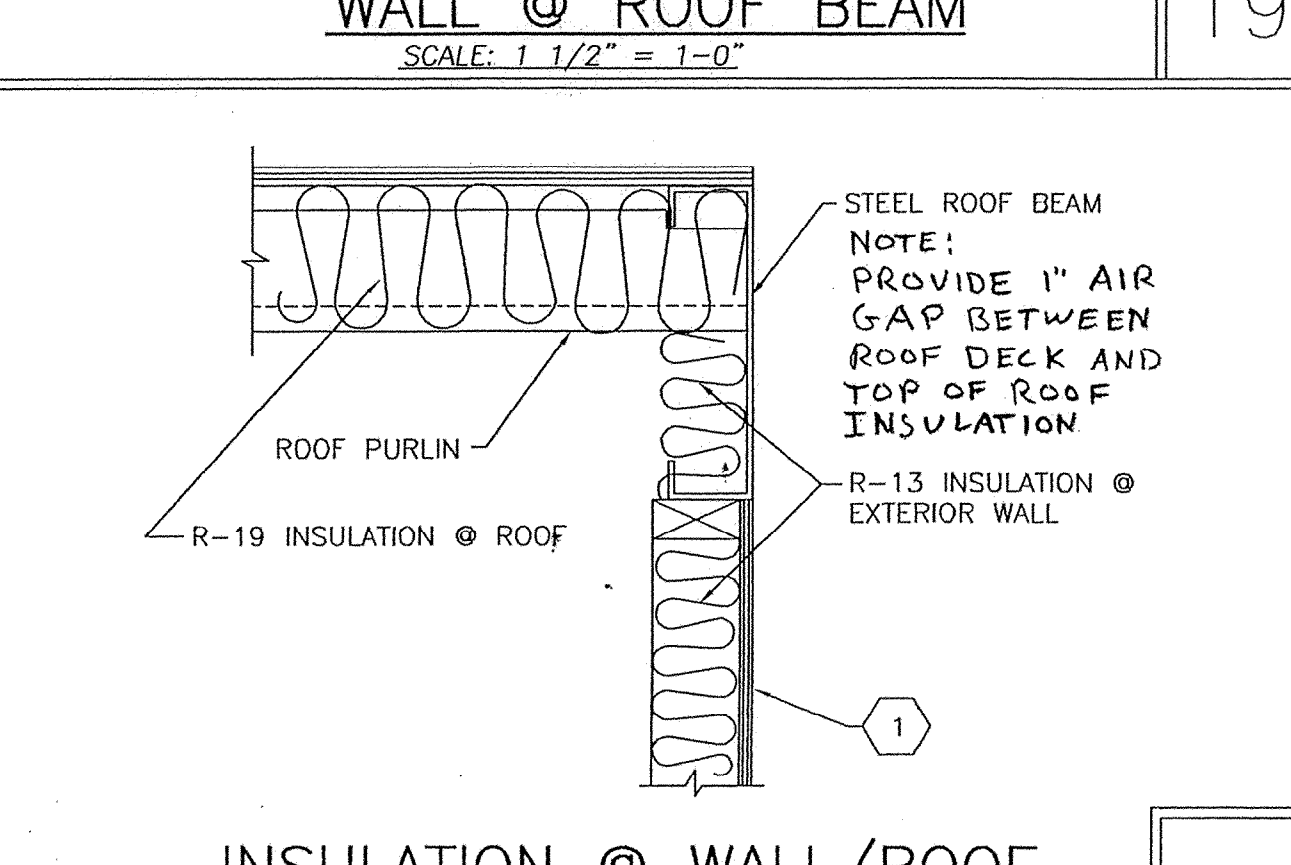 WALL @ ROOF BEAM
SCALE: 1 1/2" = 1-0"
19
STEEL ROOF BEAM
NOTE:
PROVIDE 1" AIR
GAP BETWEEN
ROOF DECK AND
TOP OF ROOF
INSULATION
ROOF PURLIN
R-13 INSULATION @
EXTERIOR WALL
R-19 INSULATION @ ROOF
1
INSULATION @ WALL/ROOF